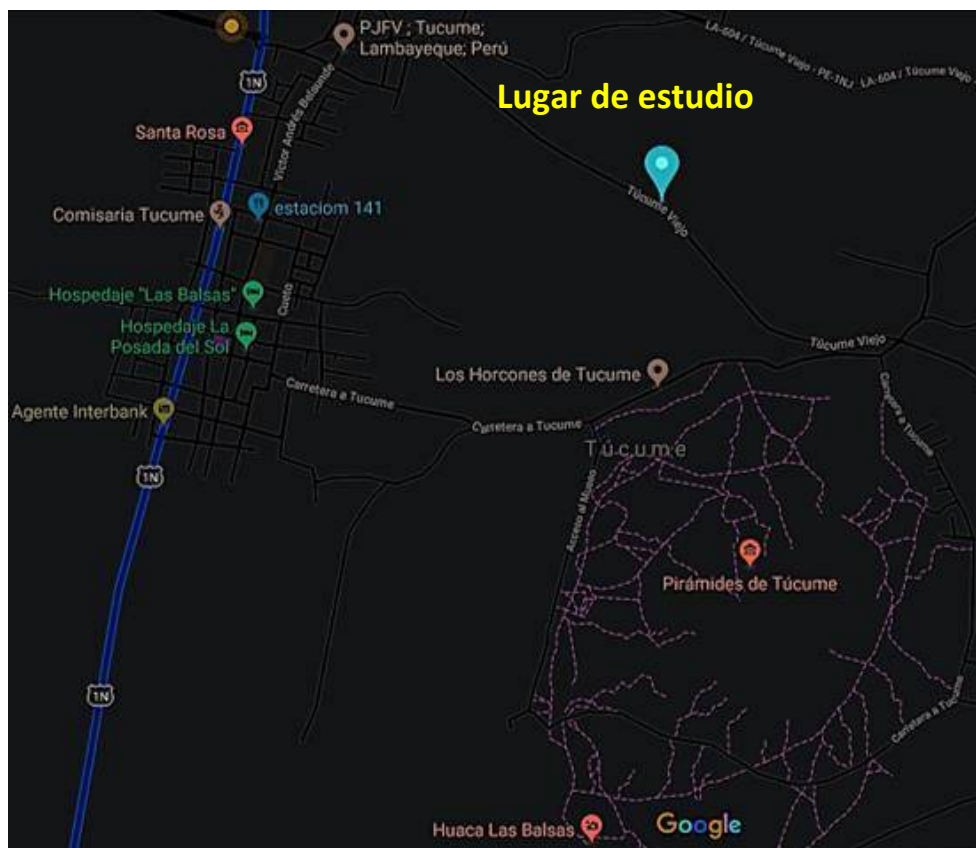 PJFV ; Tucume;
Lambayeque; Perú
LA-604 / Túcume Viejo - PE-1NJ
LA-604 / Túcume Viejo
Lugar de estudio
1N
Victor Andrés Belaunde
Santa Rosa
Túcume Viejo
Comisaria Tucume
estaciom 141
Hospedaje "Las Balsas"
Cueto
Hospedaje La
Posada del Sol
Túcume Viejo
Los Horcones de Tucume
Carretera a Tucume
Carretera a Tucume
Agente Interbank
Carretera a Tucume
Túcume
1N
Acceso al Museo
Pirámides de Túcume
1N
Carretera a Tucume
Huaca Las Balsas
Google